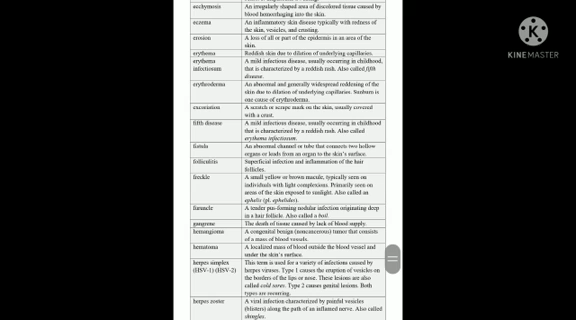 ecchymosis An irregularly shaped area of discolored tissue caused by
blood hemorrhaging into the skin.
eczema An inflammatory skin disease typically with redness of
the skin, vesicles, and crusting.
erosion A loss of all or part of the epidermis in an area of the
skin.
erythema Reddish skin due to dilation of underlying capillaries.
erythema A mild infectious disease, usually occurring in childhood,
infectiosum that is characterized by a reddish rash. Also called fifth
disease.
erythroderma An abnormal and generally widespread reddening of the
skin due to dilation of underlying capillaries. Sunburn is
one cause of erythroderma.
excoriation A scratch or scrape mark on the skin, usually covered
with a crust.
fifth disease A mild infectious disease, usually occurring in childhood
that is characterized by a reddish rash. Also called
erythema infectiosum.
fistula An abnormal channel or tube that connects two hollow
organs or leads from an organ to the skin's surface.
folliculitis Superficial infection and inflammation of the hair
follicles.
freckle A small yellow or brown macule, typically seen on
individuals with light complexions. Primarily seen on
areas of the skin exposed to sunlight. Also called an
ephelis (pl. ephelides).
furuncle A tender pus-forming nodular infection originating deep
in a hair follicle. Also called a boil.
gangrene The death of tissue caused by lack of blood supply.
hemangioma A congenital benign (noncancerous) tumor that consists
of a mass of blood vessels.
hematoma A localized mass of blood outside the blood vessel and
under the skin's surface.
herpes simplex This term is used for a variety of infections caused by
(HSV-1) (HSV-2) herpes viruses. Type 1 causes the eruption of vesicles on
the borders of the lips or nose. These lesions are also
called cold sores. Type 2 causes genital lesions. Both
types are recurring.
herpes zoster A viral infection characterized by painful vesicles
(blisters) along the path of an inflamed nerve. Also called
shingles.
K
KINEMASTER